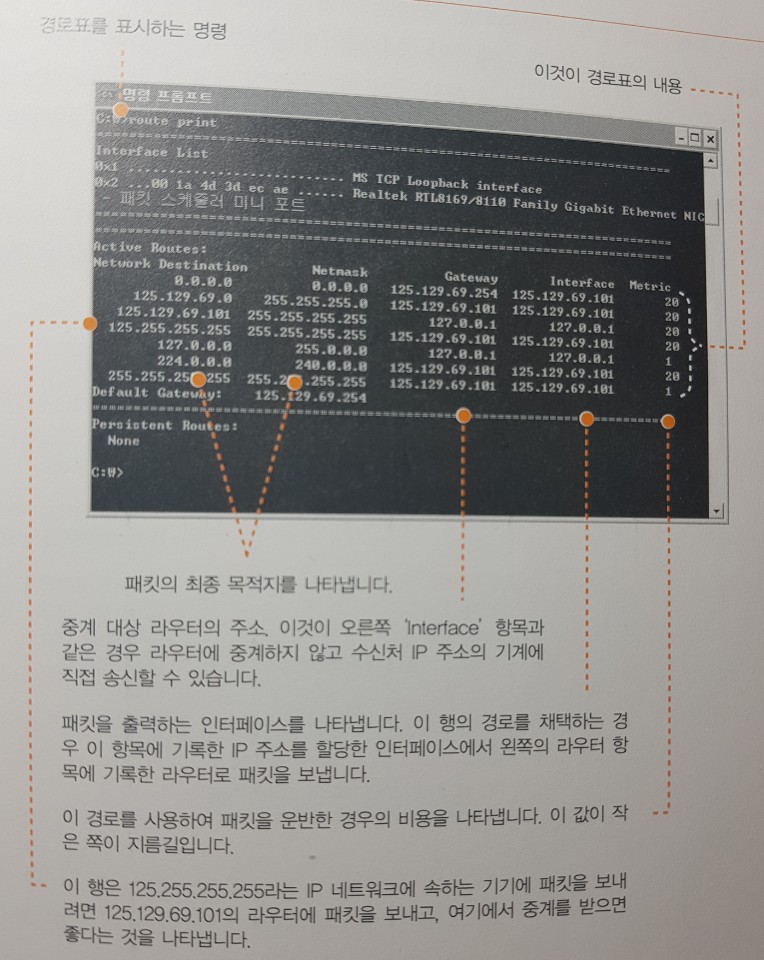 경로표를 표시하는 명령
이것이 경로표의 내용
명령 프롬프트
C:₩>route print
Interface List
0x1 ........................... MS TCP Loopback interface
0x2 ...00 1a 4d 3d ec ae ...... Realtek RTL8169/8110 Family Gigabit Ethernet NIC
- 패킷 스케줄러 미니 포트
Active Routes:
Network Destination Netmask Gateway Interface Metric
0.0.0.0 0.0.0.0 125.129.69.254 125.129.69.101 20
125.129.69.0 255.255.255.0 125.129.69.101 125.129.69.101 20
125.129.69.101 255.255.255.255 127.0.0.1 127.0.0.1 20
125.255.255.255 255.255.255.255 125.129.69.101 125.129.69.101 20
127.0.0.0 255.0.0.0 127.0.0.1 127.0.0.1 1
224.0.0.0 240.0.0.0 125.129.69.101 125.129.69.101 20
255.255.255.255 255.255.255.255 125.129.69.101 125.129.69.101 1
Default Gateway: 125.129.69.254
Persistent Routes:
None
C:₩>
패킷의 최종 목적지를 나타냅니다.
중계 대상 라우터의 주소. 이것이 오른쪽 'Interface' 항목과
같은 경우 라우터에 중계하지 않고 수신처 IP 주소의 기계에
직접 송신할 수 있습니다.
패킷을 출력하는 인터페이스를 나타냅니다. 이 행의 경로를 채택하는 경
우 이 항목에 기록한 IP 주소를 할당한 인터페이스에서 왼쪽의 라우터 항
목에 기록한 라우터로 패킷을 보냅니다.
이 경로를 사용하여 패킷을 운반한 경우의 비용을 나타냅니다. 이 값이 작
은 쪽이 지름길입니다.
이 행은 125.255.255.255라는 IP 네트워크에 속하는 기기에 패킷을 보내
려면 125.129.69.101의 라우터에 패킷을 보내고, 여기에서 중계를 받으면
좋다는 것을 나타냅니다.